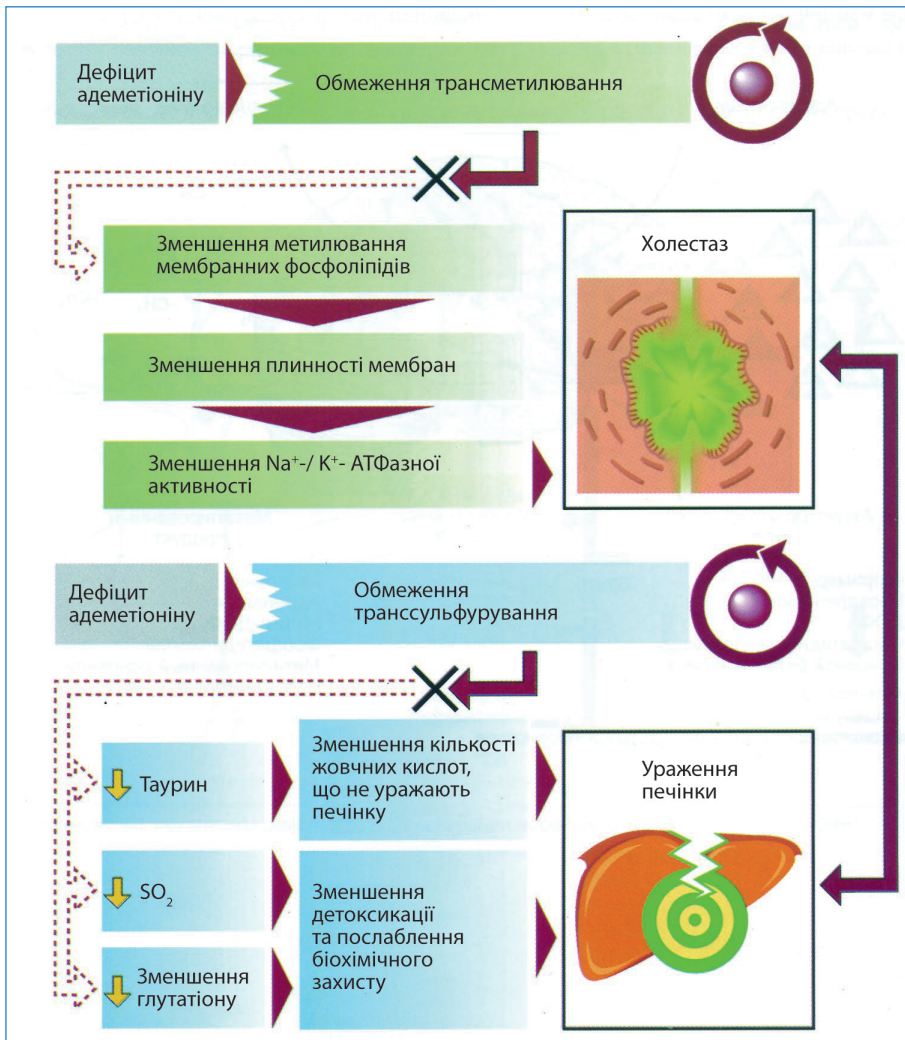 Дефіцит
адеметіоніну
Обмеження трансметилювання
Зменшення метилювання
мембранних фосфоліпідів
Холестаз
Зменшення плинності мембран
Зменшення Na⁺-/ K⁺- АТФазної
активності
Дефіцит
адеметіоніну
Обмеження
транссульфурування
Таурин
Зменшення кількості
жовчних кислот,
що не уражають
печінку
Ураження
печінки
SO₂
Зменшення
детоксикації
та послаблення
біохімічного
захисту
Зменшення
глутатіону